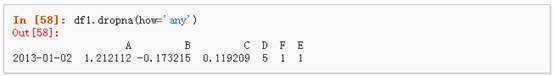 In [58]: df1.dropna(how='any')
Out[58]:
A B C D F E
2013-01-02 1.212112 -0.173215 0.119209 5 1 1